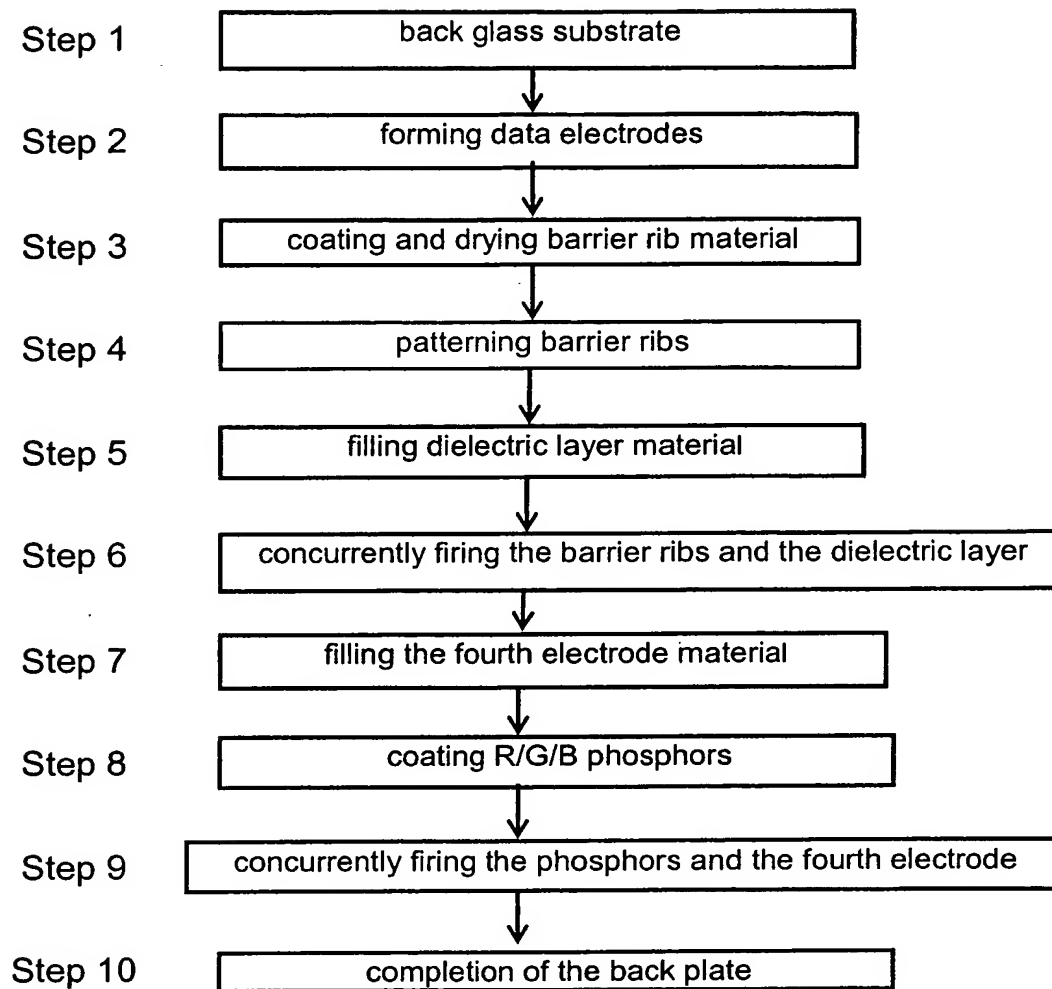 Step 1 back glass substrate
Step 2 forming data electrodes
Step 3 coating and drying barrier rib material
Step 4 patterning barrier ribs
Step 5 filling dielectric layer material
Step 6 concurrently firing the barrier ribs and the dielectric layer
Step 7 filling the fourth electrode material
Step 8 coating R/G/B phosphors
Step 9 concurrently firing the phosphors and the fourth electrode
Step 10 completion of the back plate